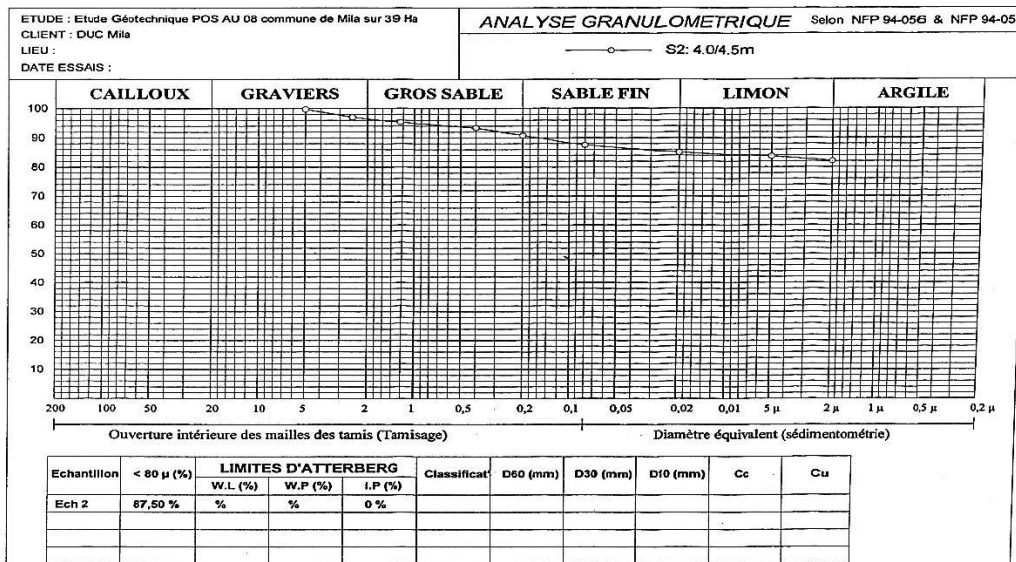 ETUDE : Etude Géotechnique POS AU 08 commune de Mila sur 39 Ha
CLIENT : DUC Mila
LIEU :
DATE ESSAIS :
ANALYSE GRANULOMETRIQUE Selon NFP 94-056 & NFP 94-05
S2: 4.0/4.5m
CAILLOUX GRAVIERS GROS SABLE SABLE FIN LIMON ARGILE
100
90
80
70
60
50
40
30
20
10
200 100 50 20 10 5 2 1 0,5 0,2 0,1 0,05 0,02 0,01 5 µ 2 µ 1 µ 0,5 µ 0,2 µ
Ouverture intérieure des mailles des tamis (Tamisage) Diamètre équivalent (sédimentométrie)
Echantillon < 80 µ (%) LIMITES D'ATTERBERG Classificat° D60 (mm) D30 (mm) D10 (mm) Cc Cu
W.L (%) W.P (%) I.P (%)
Ech 2 87,50 % % % 0 %